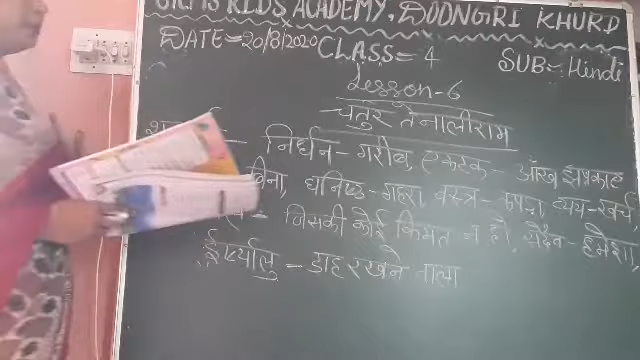 KIDS ACADEMY, DOONGRI KHURD
DATE=20/8/2020 CLASS= 4 SUB:- Hindi
Lesson-6
चतुर तेनालीराम
निर्धन - गरीब, एकटक - आँख झपकाए
बिना, घनिष्ठ - गहरा, वस्त्र - कपड़ा, व्यय - खर्च,
जिसकी कोई किमत न हो, सदैव - हमेशा,
ईर्ष्यालु - डाह रखने वाला